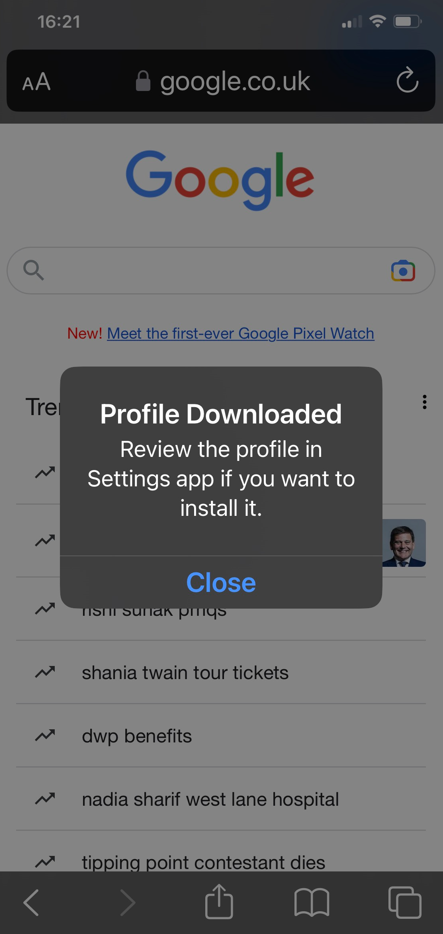 16:21
AA google.co.uk
Google
New! Meet the first-ever Google Pixel Watch
Profile Downloaded
Review the profile in
Settings app if you want to
install it.
Close
rishi sunak pmqs
shania twain tour tickets
dwp benefits
nadia sharif west lane hospital
tipping point contestant dies